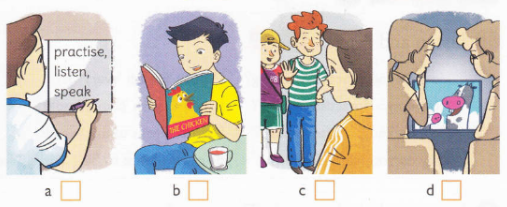 practise,
listen,
speak
THE CHICKEN
a
b
c
d